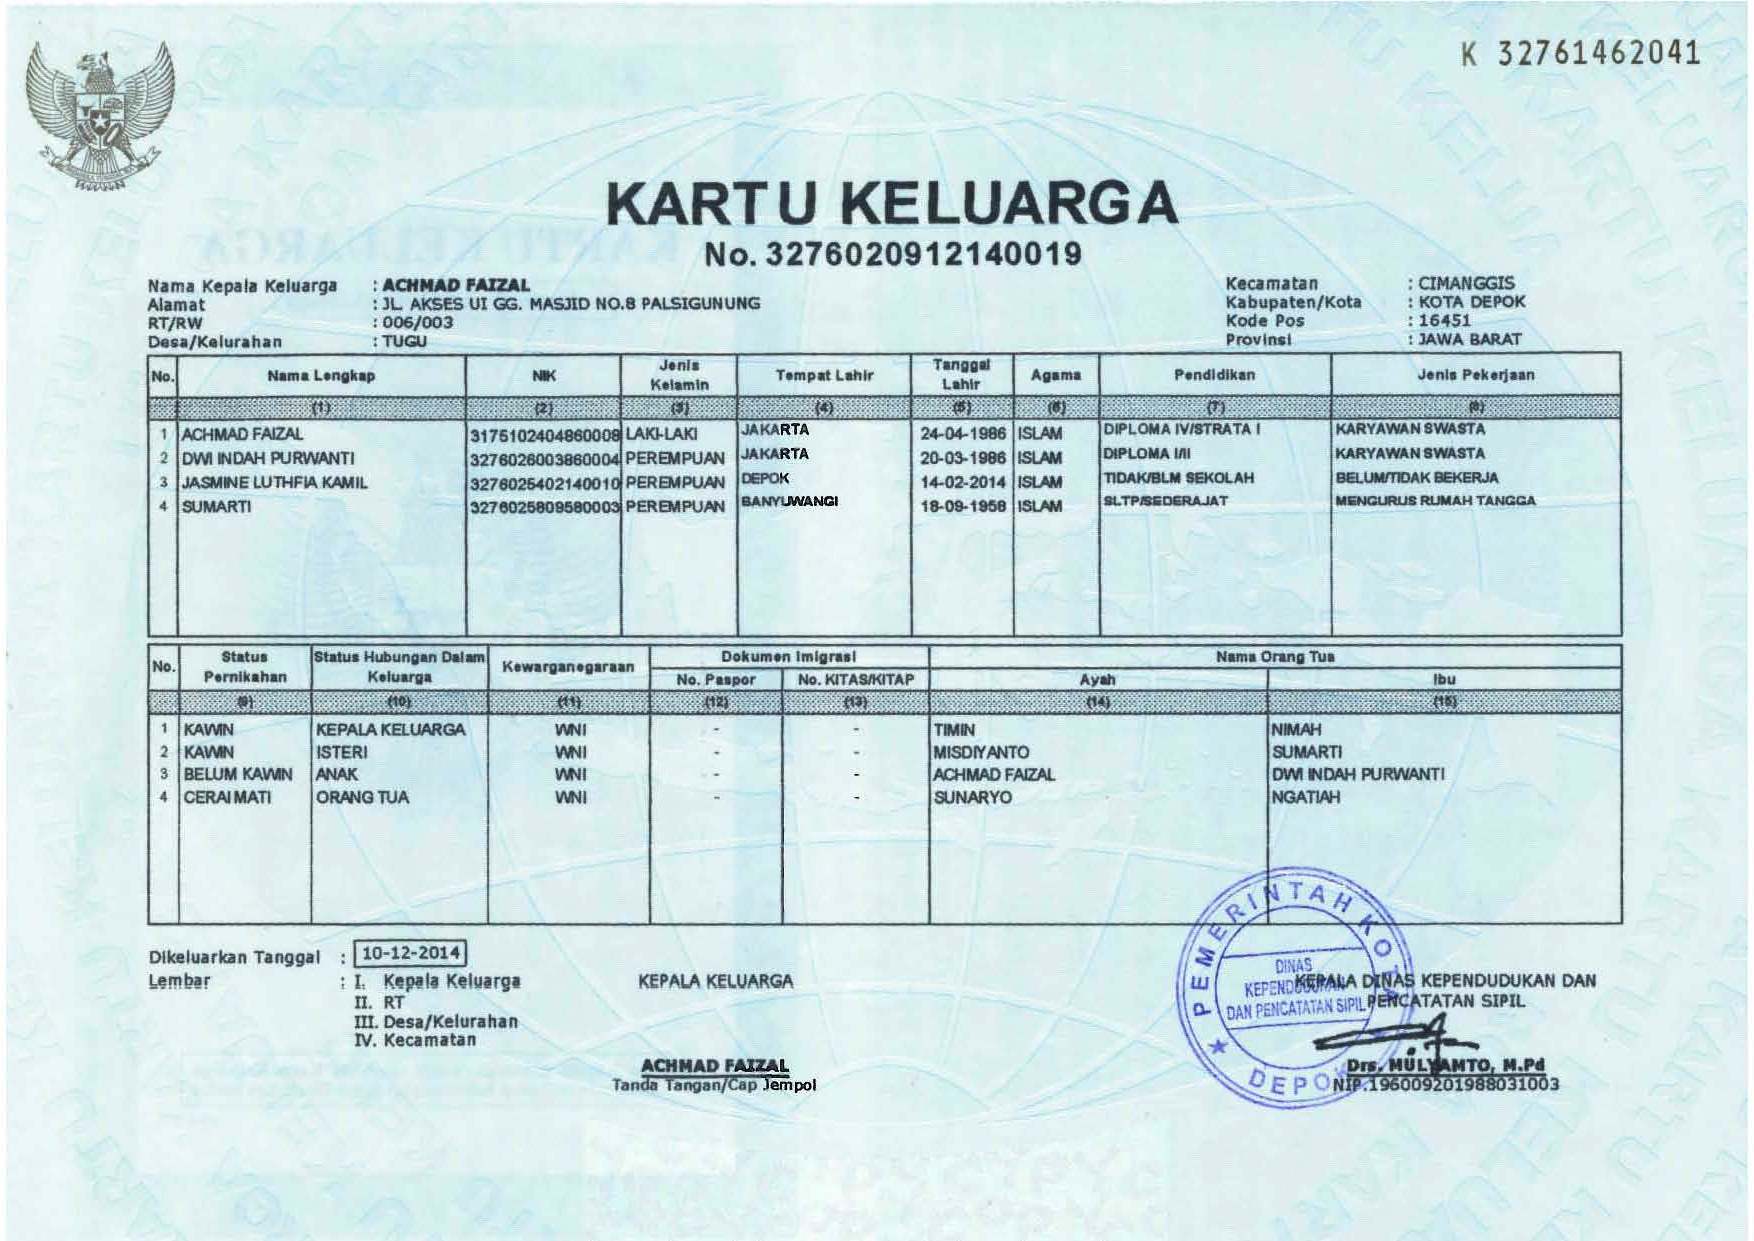 K 32761462041
KARTU KELUARGA
No. 3276020912140019
Nama Kepala Keluarga : ACHMAD FAIZAL Kecamatan : CIMANGGIS
Alamat : JL. AKSES UI GG. MASJID NO.8 PALSIGUNUNG Kabupaten/Kota : KOTA DEPOK
RT/RW : 006/003 Kode Pos : 16451
Desa/Kelurahan : TUGU Provinsi : JAWA BARAT
No. Nama Lengkap NIK Jenis Kelamin Tempat Lahir Tanggal Lahir Agama Pendidikan Jenis Pekerjaan
(1) (2) (3) (4) (5) (6) (7) (8)
1 ACHMAD FAIZAL 3175102404860008 LAKI-LAKI JAKARTA 24-04-1986 ISLAM DIPLOMA IV/STRATA I KARYAWAN SWASTA
2 DWI INDAH PURWANTI 3276026003860004 PEREMPUAN JAKARTA 20-03-1986 ISLAM DIPLOMA I/II KARYAWAN SWASTA
3 JASMINE LUTHFIA KAMIL 3276025402140010 PEREMPUAN DEPOK 14-02-2014 ISLAM TIDAK/BLM SEKOLAH BELUM/TIDAK BEKERJA
4 SUMARTI 3276025809580003 PEREMPUAN BANYUWANGI 18-09-1958 ISLAM SLTP/SEDERAJAT MENGURUS RUMAH TANGGA
No. Status Pernikahan Status Hubungan Dalam Keluarga Kewarganegaraan Dokumen Imigrasi Nama Orang Tua
No. Paspor No. KITAS/KITAP Ayah Ibu
(9) (10) (11) (12) (13) (14) (15)
1 KAWIN KEPALA KELUARGA WNI - - TIMIN NIMAH
2 KAWIN ISTERI WNI - - MISDIYANTO SUMARTI
3 BELUM KAWIN ANAK WNI - - ACHMAD FAIZAL DWI INDAH PURWANTI
4 CERAI MATI ORANG TUA WNI - - SUNARYO NGATIAH
Dikeluarkan Tanggal : 10-12-2014
Lembar : I. Kepala Keluarga
II. RT
III. Desa/Kelurahan
IV. Kecamatan
KEPALA KELUARGA
ACHMAD FAIZAL
Tanda Tangan/Cap Jempol
KEPALA DINAS KEPENDUDUKAN DAN
PENCATATAN SIPIL
Drs. MULYAMTO, M.Pd
NIP.196009201988031003
PEMERINTAH KOTA
DINAS
KEPENDUDUKAN
DAN PENCATATAN SIPIL
DEPOK